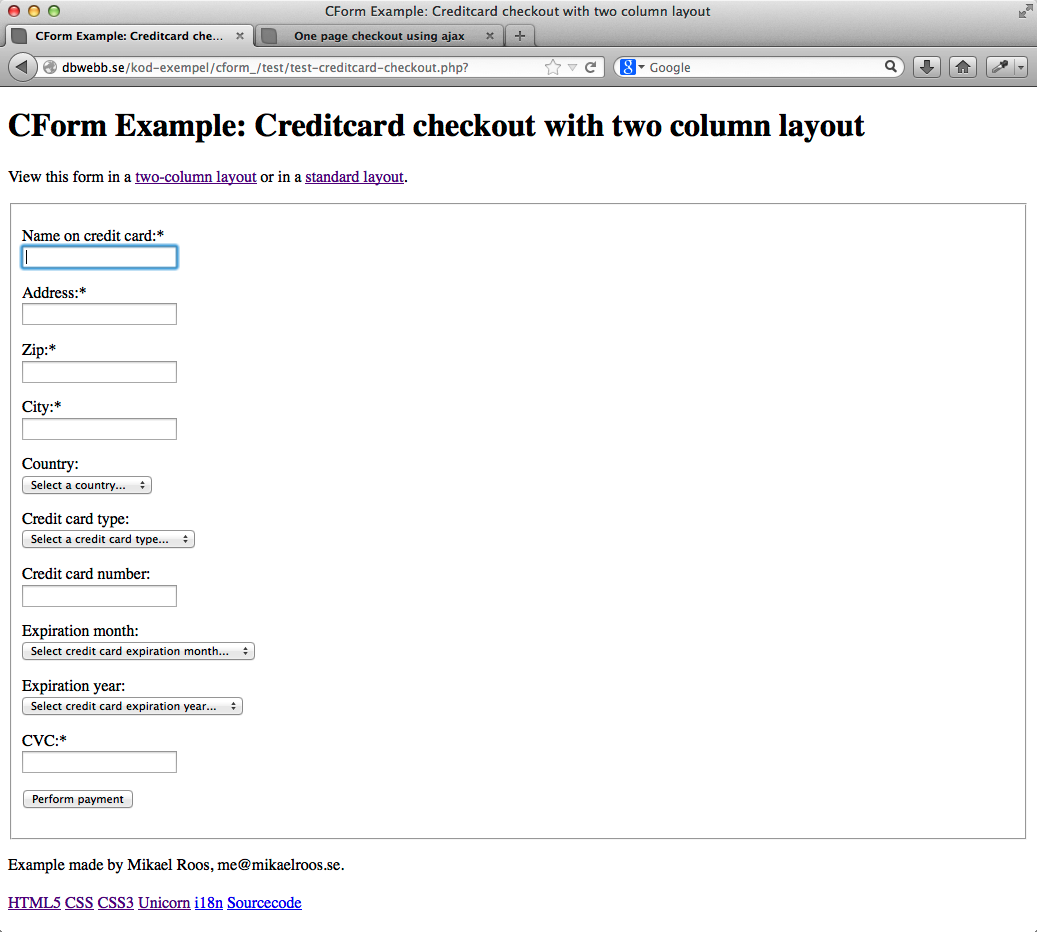 CForm Example: Creditcard checkout with two column layout
CForm Example: Creditcard che... × One page checkout using ajax × +
dbwebb.se/kod-exempel/cform_/test/test-creditcard-checkout.php? 8 Google
CForm Example: Creditcard checkout with two column layout
View this form in a two-column layout or in a standard layout.
Name on credit card:*
Address:*
Zip:*
City:*
Country:
Select a country...
Credit card type:
Select a credit card type...
Credit card number:
Expiration month:
Select credit card expiration month...
Expiration year:
Select credit card expiration year...
CVC:*
Perform payment
Example made by Mikael Roos, me@mikaelroos.se.
HTML5 CSS CSS3 Unicorn i18n Sourcecode